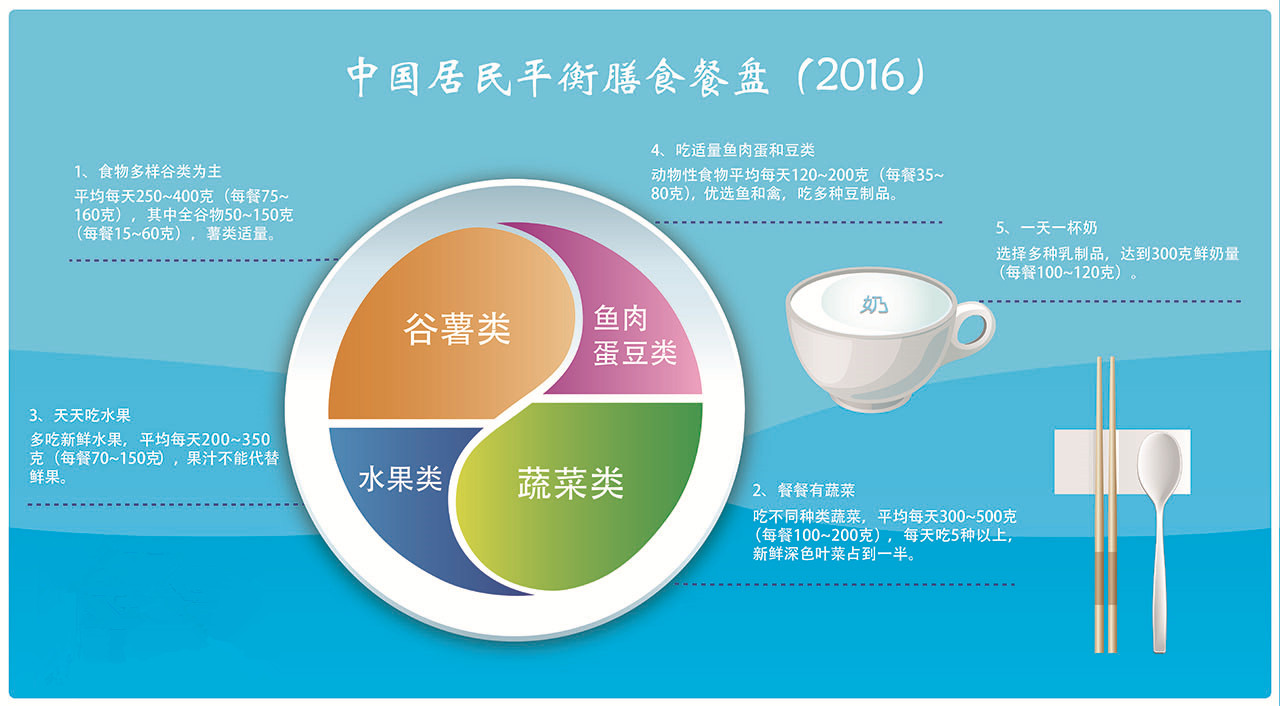 中国居民平衡膳食餐盘（2016）
1、食物多样谷类为主
平均每天250~400克（每餐75~
160克），其中全谷物50~150克
（每餐15~60克），薯类适量。
4、吃适量鱼肉蛋和豆类
动物性食物平均每天120~200克（每餐35~
80克），优选鱼和禽，吃多种豆制品。
5、一天一杯奶
选择多种乳制品，达到300克鲜奶量
（每餐100~120克）。
奶
谷薯类
鱼肉
蛋豆类
3、天天吃水果
多吃新鲜水果，平均每天200~350
克（每餐70~150克），果汁不能代替
鲜果。
水果类
蔬菜类
2、餐餐有蔬菜
吃不同种类蔬菜，平均每天300~500克
（每餐100~200克），每天吃5种以上，
新鲜深色叶菜占到一半。